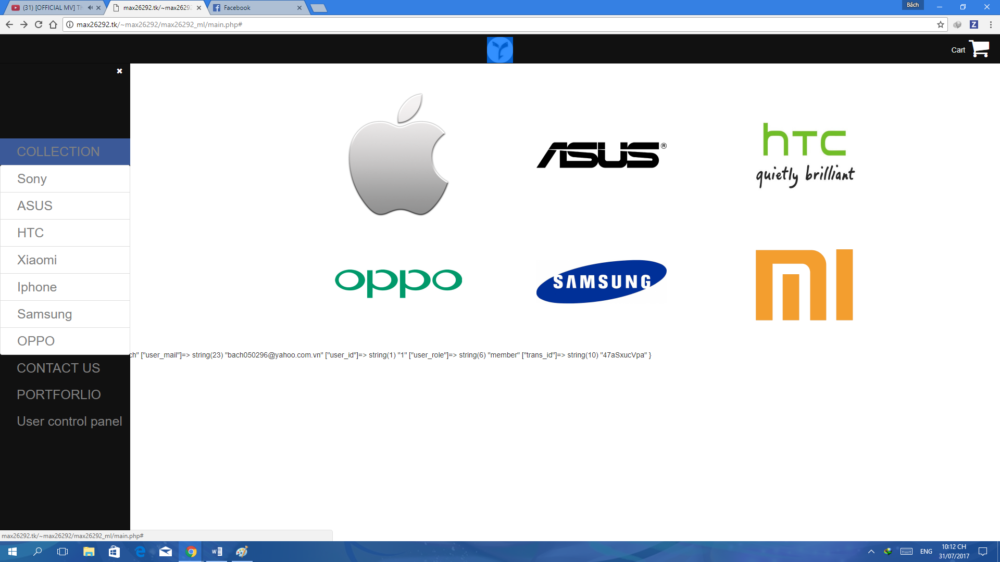 (31) [OFFICIAL MV] Th
max26292.tk/~max2629
Facebook
Bách
max26292.tk/~max26292/max26292_ml/main.php#
Z
Cart
COLLECTION
Sony
ASUS
HTC
Xiaomi
Iphone
Samsung
OPPO
CONTACT US
PORTFORLIO
User control panel
ASUS®
hTC
quietly brilliant
oppo
SAMSUNG
MI
ch" ["user_mail"]=> string(23) "bach050296@yahoo.com.vn" ["user_id"]=> string(1) "1" ["user_role"]=> string(6) "member" ["trans_id"]=> string(10) "47aSxucVpa" }
max26292.tk/~max26292/max26292_ml/main.php#
ENG
10:12 CH
31/07/2017